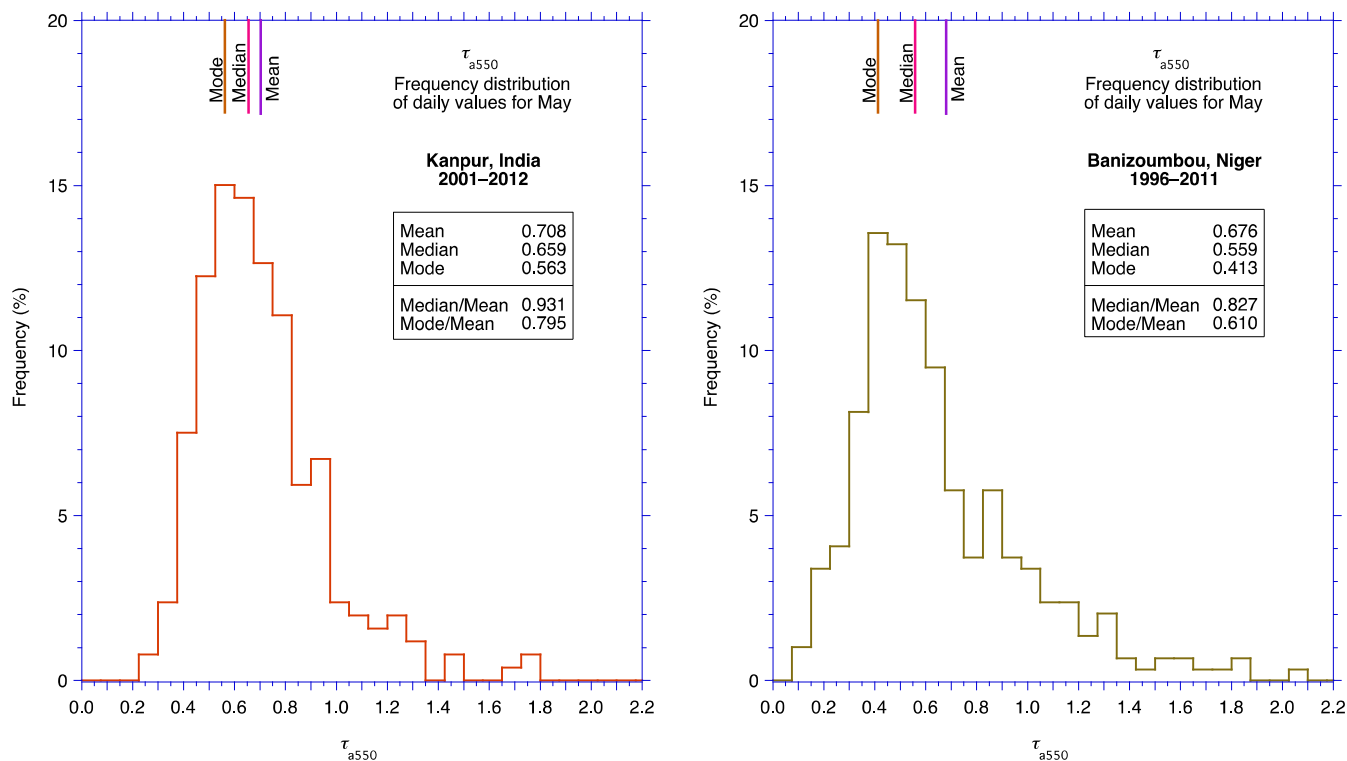 20
15
10
5
0
Frequency (%)
Mode
Median
Mean
τa550
Frequency distribution
of daily values for May
Kanpur, India
2001–2012
Mean 0.708
Median 0.659
Mode 0.563
Median/Mean 0.931
Mode/Mean 0.795
0.0 0.2 0.4 0.6 0.8 1.0 1.2 1.4 1.6 1.8 2.0 2.2
τa550
20
15
10
5
0
Frequency (%)
Mode
Median
Mean
τa550
Frequency distribution
of daily values for May
Banizoumbou, Niger
1996–2011
Mean 0.676
Median 0.559
Mode 0.413
Median/Mean 0.827
Mode/Mean 0.610
0.0 0.2 0.4 0.6 0.8 1.0 1.2 1.4 1.6 1.8 2.0 2.2
τa550